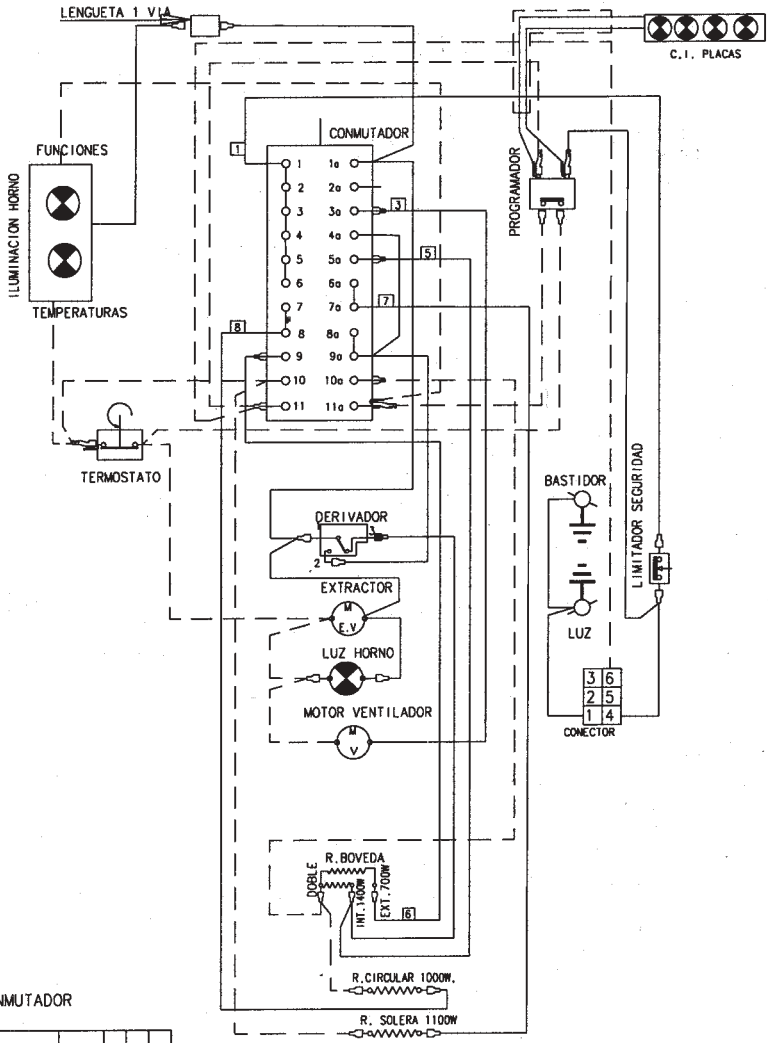 LENGUETA 1 VIA
C.I. PLACAS
CONMUTADOR
1
FUNCIONES
ILUMINACION HORNO
TEMPERATURAS
PROGRAMADOR
1 1a
2 2a
3 3a 3
4 4a
5 5a 5
6 6a
7 7a 7
8 8 8a
9 9a
10 10a
11 11a
TERMOSTATO
BASTIDOR
LIMITADOR SEGURIDAD
DERIVADOR
2
EXTRACTOR
M
E.V
LUZ
LUZ HORNO
3 6
2 5
1 4
CONECTOR
MOTOR VENTILADOR
M
V
R.BOVEDA
DOBLE
INT.1400W
EXT.700W
6
R.CIRCULAR 1000W.
NMUTADOR
R. SOLERA 1100W